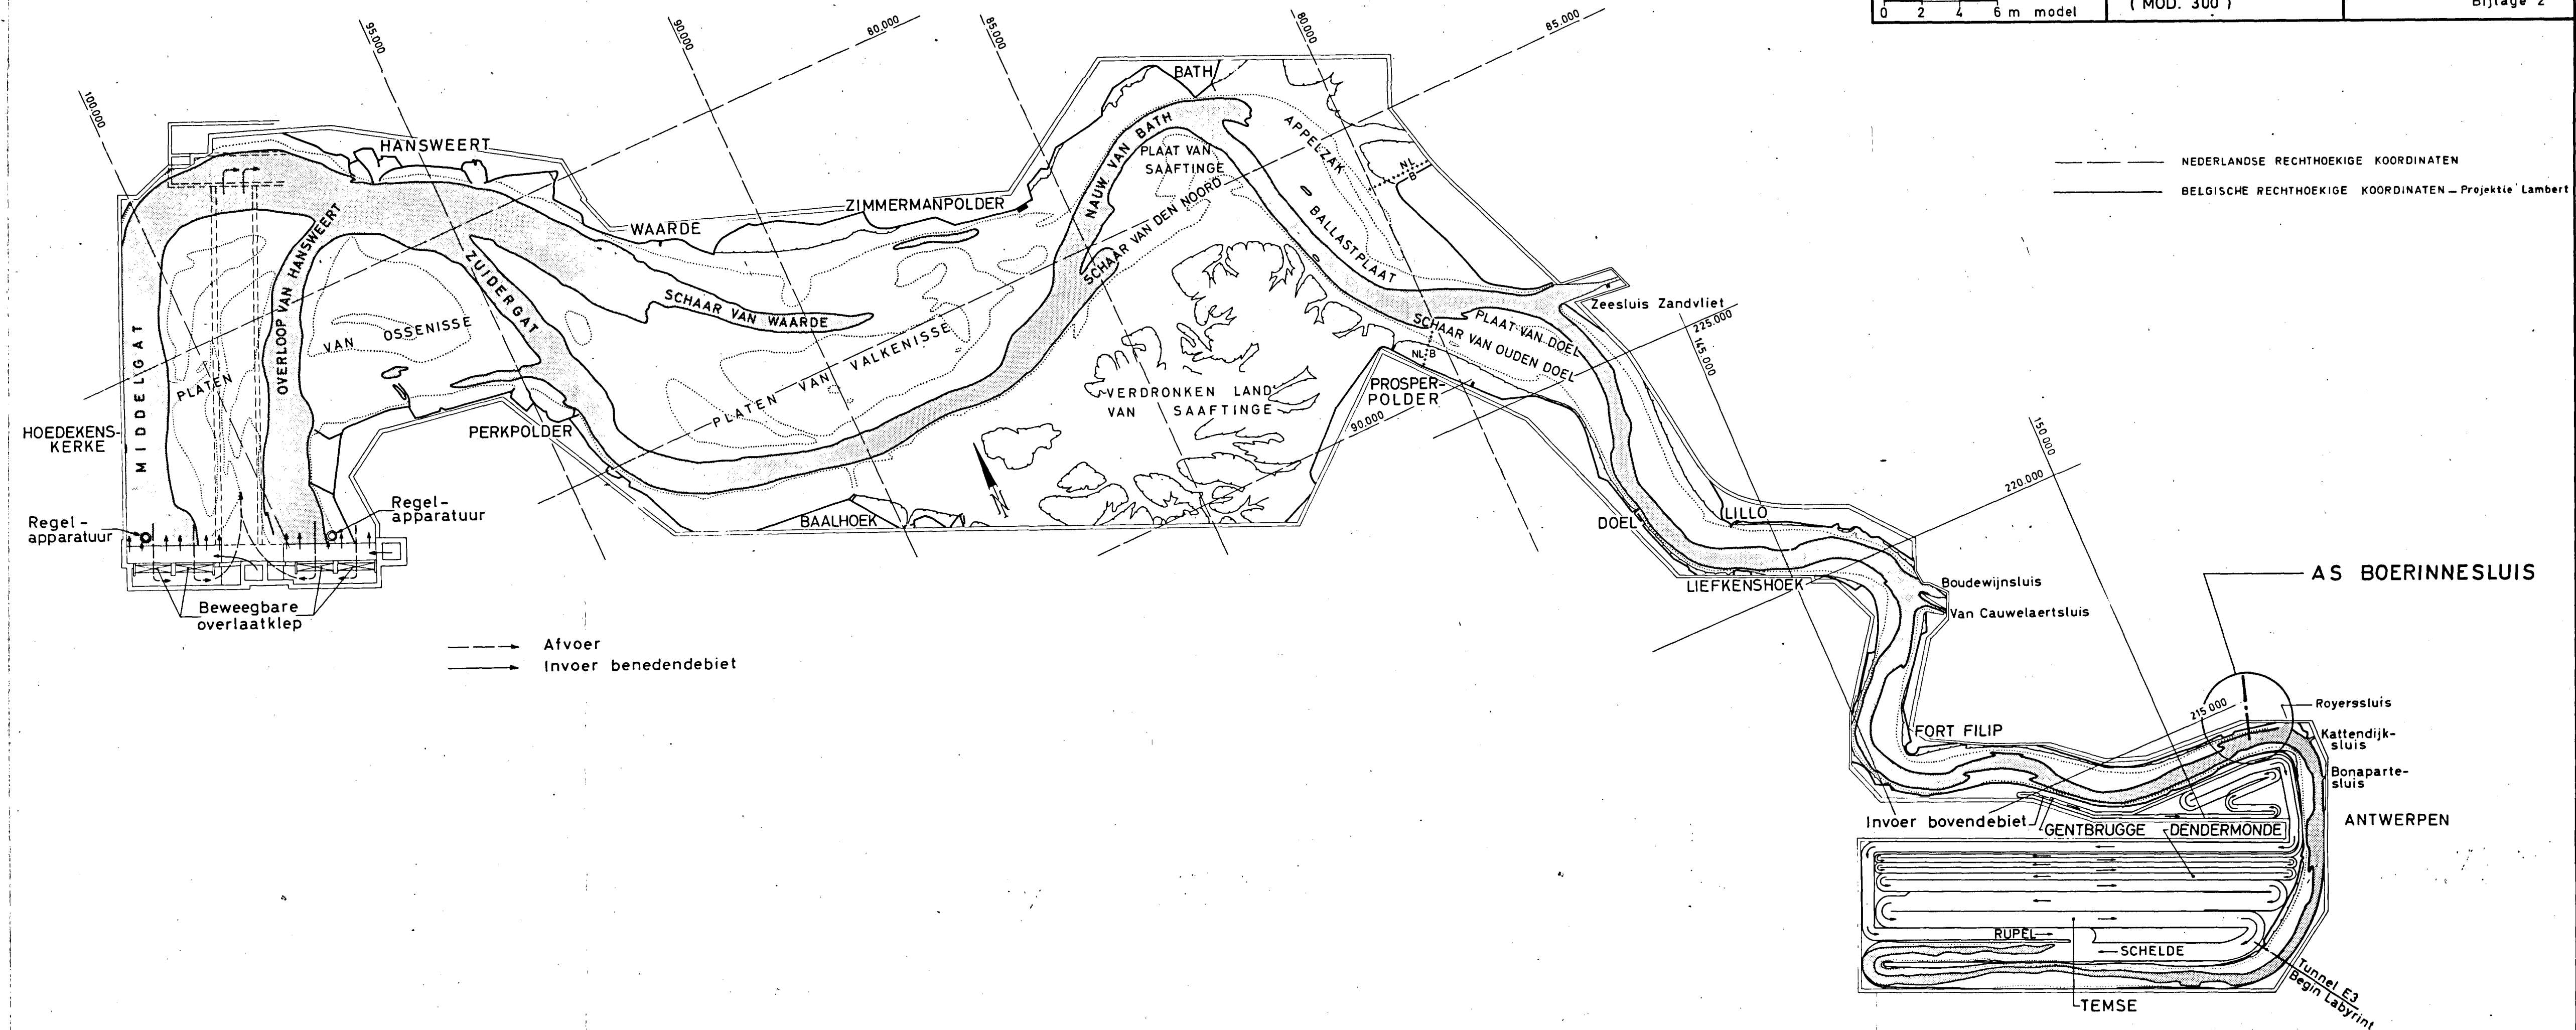 0 2 4 6 m model
( MOD. 300 )
Bijlage 2
100.000
95.000
90.000
80.000
85.000
80.000
85.000
NEDERLANDSE RECHTHOEKIGE KOORDINATEN
BELGISCHE RECHTHOEKIGE KOORDINATEN – Projektie Lambert
HANSWEERT
BATH
NAUW VAN BATH
PLAAT VAN
SAAFTINGE
APPELZAK
NL
B
ZIMMERMANPOLDER
WAARDE
SCHAAR VAN DEN NOORD
BALLASTPLAAT
OVERLOOP VAN HANSWEERT
ZUIDERGAT
SCHAAR VAN WAARDE
MIDDELGAT
PLATEN
VAN OSSENISSE
PLATEN VAN VALKENISSE
VERDRONKEN LAND
VAN SAAFTINGE
Zeesluis Zandvliet
225.000
145.000
PLAAT VAN DOEL
SCHAAR VAN OUDEN DOEL
NL B
PROSPER-
POLDER
90.000
HOEDEKENS-
KERKE
PERKPOLDER
BAALHOEK
N
Regel-
apparatuur
Regel-
apparatuur
Beweegbare
overlaatklep
Afvoer
Invoer benedendebiet
DOEL
LILLO
LIEFKENSHOEK
220.000
150.000
Boudewijnsluis
Van Cauwelaertsluis
AS BOERINNESLUIS
FORT FILIP
215.000
Royerssluis
Kattendijk-
sluis
Bonaparte-
sluis
ANTWERPEN
Invoer bovendebiet
GENTBRUGGE
DENDERMONDE
RUPEL
SCHELDE
TEMSE
Tunnel E3
Begin Labyrint